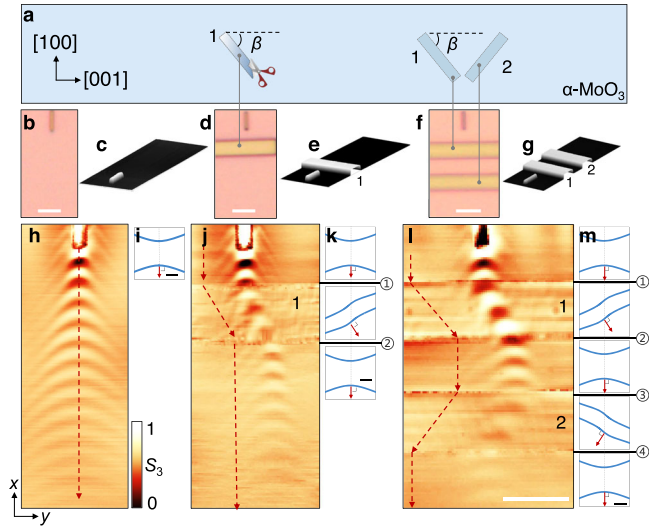 a
[100]
[001]
1
β
β
1
2
α-MoO₃
b
c
d
e
1
f
g
1
2
h
i
j
k
l
m
①
1
②
①
1
②
③
2
④
1
S₃
0
x
y